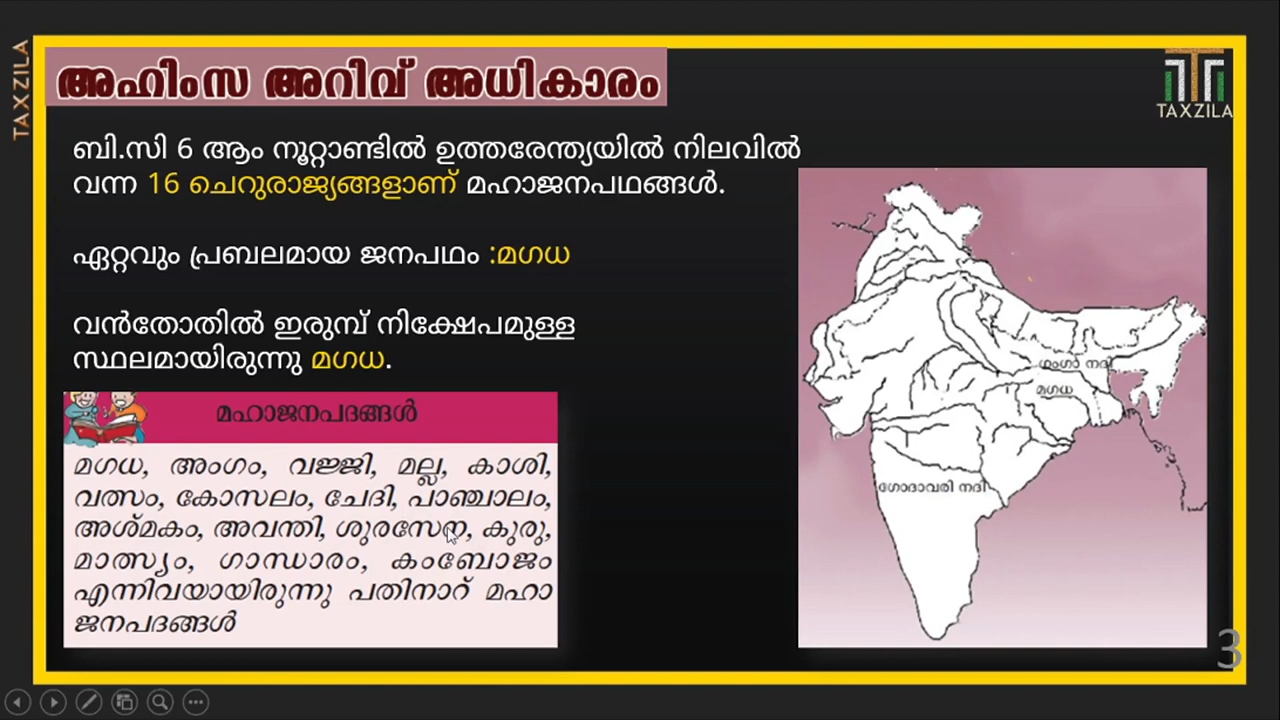 TAXZILA
അഹിംസ അറിവ് അധികാരം
TAXZILA
ബി.സി 6 ആം നൂറ്റാണ്ടിൽ ഉത്തരേന്ത്യയിൽ നിലവിൽ
വന്ന 16 ചെറുരാജ്യങ്ങളാണ് മഹാജനപഥങ്ങൾ.
ഏറ്റവും പ്രബലമായ ജനപഥം :മഗധ
വൻതോതിൽ ഇരുമ്പ് നിക്ഷേപമുള്ള
സ്ഥലമായിരുന്നു മഗധ.
മഹാജനപദങ്ങൾ
മഗധ, അംഗം, വജ്ജി, മല്ല, കാശി,
വത്സം, കോസലം, ചേദി, പാഞ്ചാലം,
അശ്മകം, അവന്തി, ശുരസേന, കുരു,
മാത്സ്യം, ഗാന്ധാരം, കംബോജം
എന്നിവയായിരുന്നു പതിനാറ് മഹാ
ജനപദങ്ങൾ
ഗംഗാ നദി
മഗധ
ഗോദാവരി നദി
3